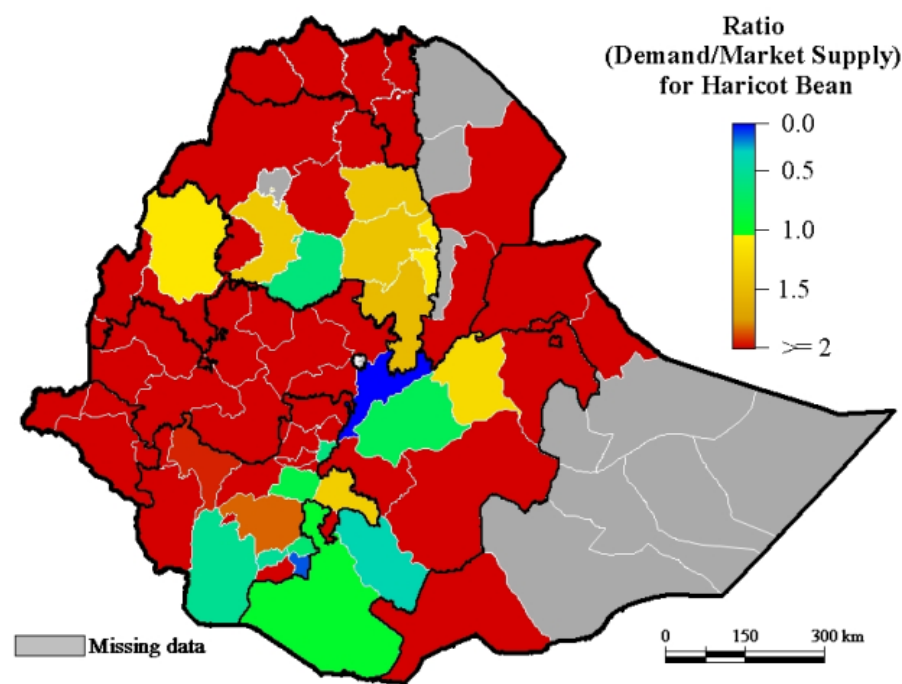 Ratio
(Demand/Market Supply)
for Haricot Bean
0.0
0.5
1.0
1.5
>= 2
Missing data
0 150 300 km